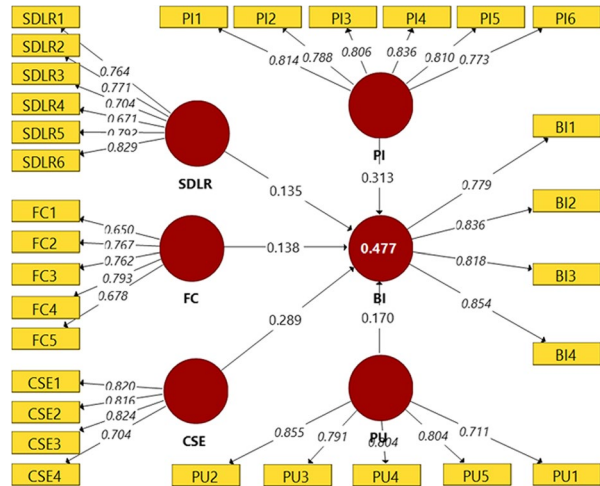 SDLR1
SDLR2
SDLR3
SDLR4
SDLR5
SDLR6
0.764
0.771
0.704
0.671
0.792
0.829
SDLR
PI1
PI2
PI3
PI4
PI5
PI6
0.814
0.788
0.806
0.836
0.810
0.773
PI
0.313
0.135
FC1
FC2
FC3
FC4
FC5
0.650
0.767
0.762
0.793
0.678
FC
0.138
0.477
BI
BI1
BI2
BI3
BI4
0.779
0.836
0.818
0.854
0.289
0.170
CSE1
CSE2
CSE3
CSE4
0.820
0.816
0.824
0.704
CSE
PU
0.855
0.791
0.804
0.804
0.711
PU2
PU3
PU4
PU5
PU1